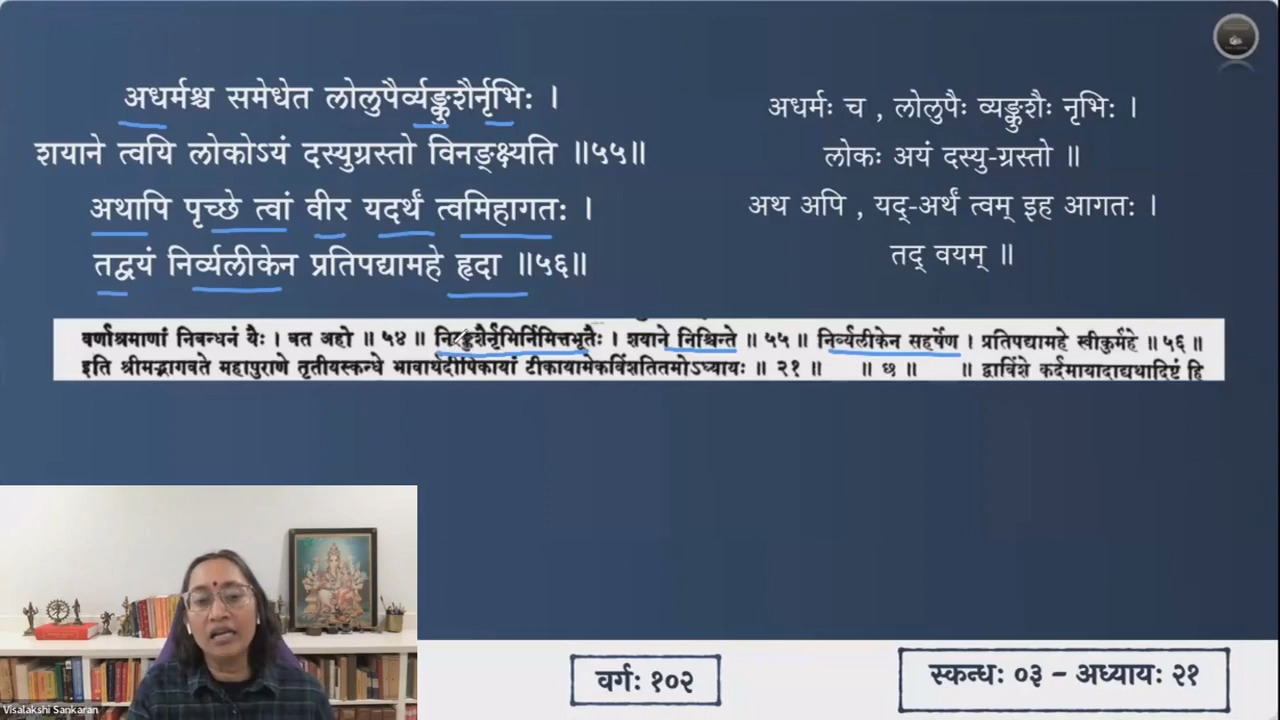 अधर्मश्च समेधेत लोलुपैर्व्यङ्कुशैर्नृभिः ।
शयाने त्वयि लोकोऽयं दस्युग्रस्तो विनङ्क्ष्यति ॥५५॥
अथापि पृच्छे त्वां वीर यदर्थं त्वमिहागतः ।
तद्वयं निर्व्यलीकेन प्रतिपद्यामहे हृदा ॥५६॥
अधर्मः च , लोलुपैः व्यङ्कुशैः नृभिः ।
लोकः अयं दस्यु-ग्रस्तो ॥
अथ अपि , यद्-अर्थं त्वम् इह आगतः ।
तद् वयम् ॥
वर्णाश्रमाणां निबन्धनं यैः । बत अहो ॥ ५४ ॥ निरङ्कुशैर्नृभिर्निमित्तभूतैः । शयाने निश्चिन्ते ॥ ५५ ॥ निर्व्यलीकेन सहर्षेण । प्रतिपद्यामहे स्वीकुर्महे ॥ ५६ ॥
इति श्रीमद्भागवते महापुराणे तृतीयस्कन्धे भावार्थदीपिकायां टीकायामेकविंशतितमोऽध्यायः ॥ २१ ॥ ॥ छ ॥ ॥ द्वाविंशे कर्दमायादाद्यथादिष्टं हि
Visalakshi Sankaran
वर्गः १०२
स्कन्धः ०३ – अध्यायः २१